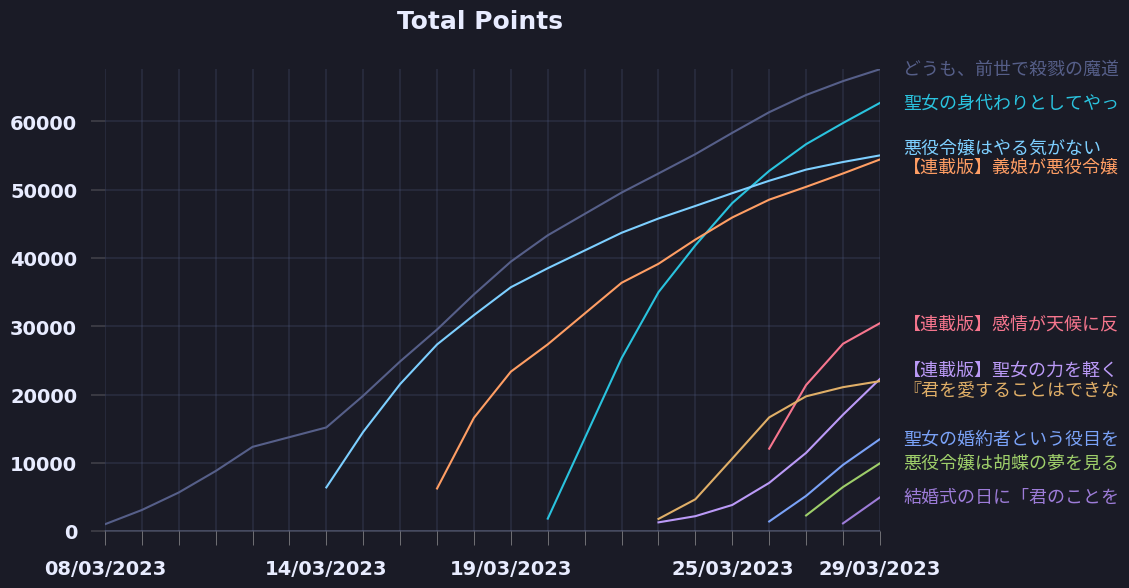 Total Points
どうも、前世で殺戮の魔道
聖女の身代わりとしてやっ
60000
悪役令嬢はやる気がない
【連載版】義娘が悪役令嬢
50000
40000
30000
【連載版】感情が天候に反
【連載版】聖女の力を軽く
20000
『君を愛することはできな
聖女の婚約者という役目を
10000
悪役令嬢は胡蝶の夢を見る
結婚式の日に「君のことを
0
08/03/2023 14/03/2023 19/03/2023 25/03/2023 29/03/2023